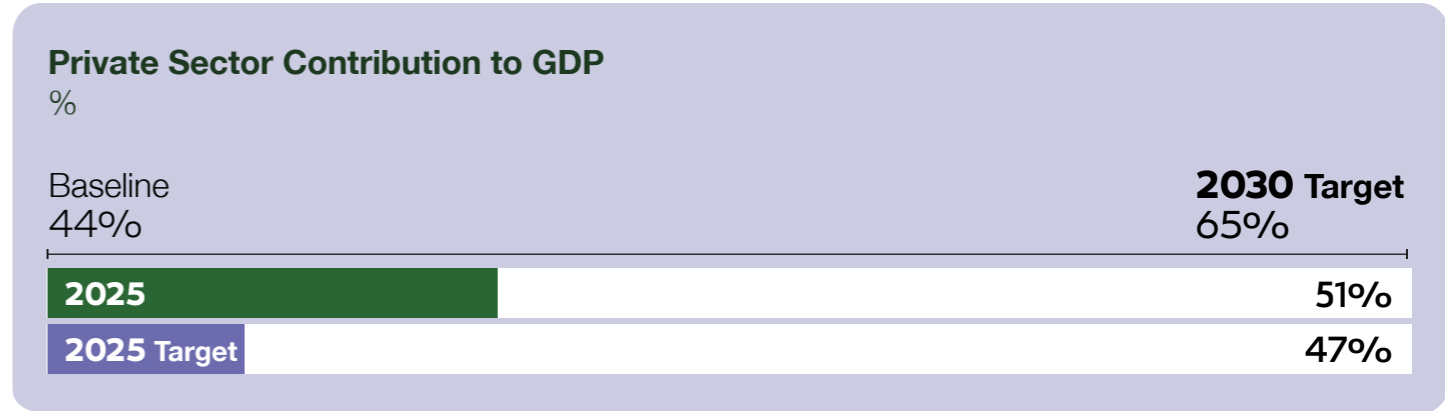 Private Sector Contribution to GDP
%
Baseline
44%
2030 Target
65%
2025
51%
2025 Target
47%